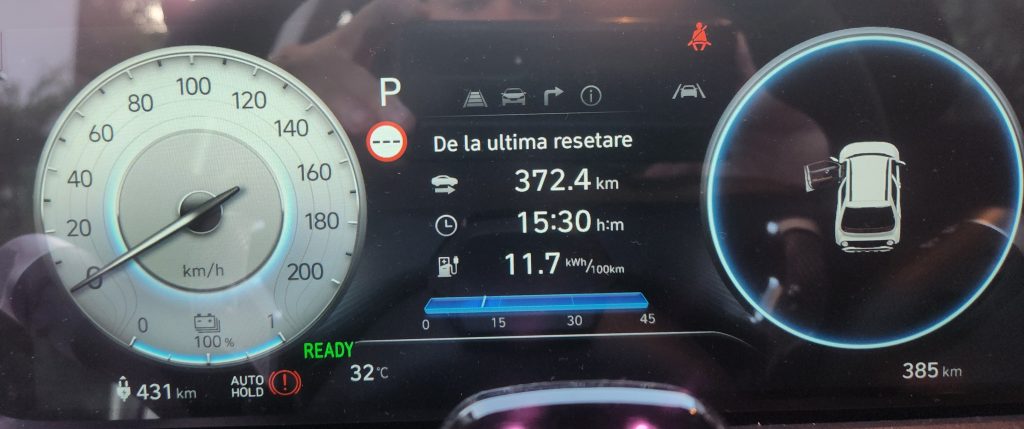 0
20
40
60
80
100
120
140
160
180
200
km/h
0 1
100 %
READY
431 km
AUTO HOLD
32 °C
P
De la ultima resetare
372.4 km
15:30 h:m
11.7 kWh/100km
0 15 30 45
385 km